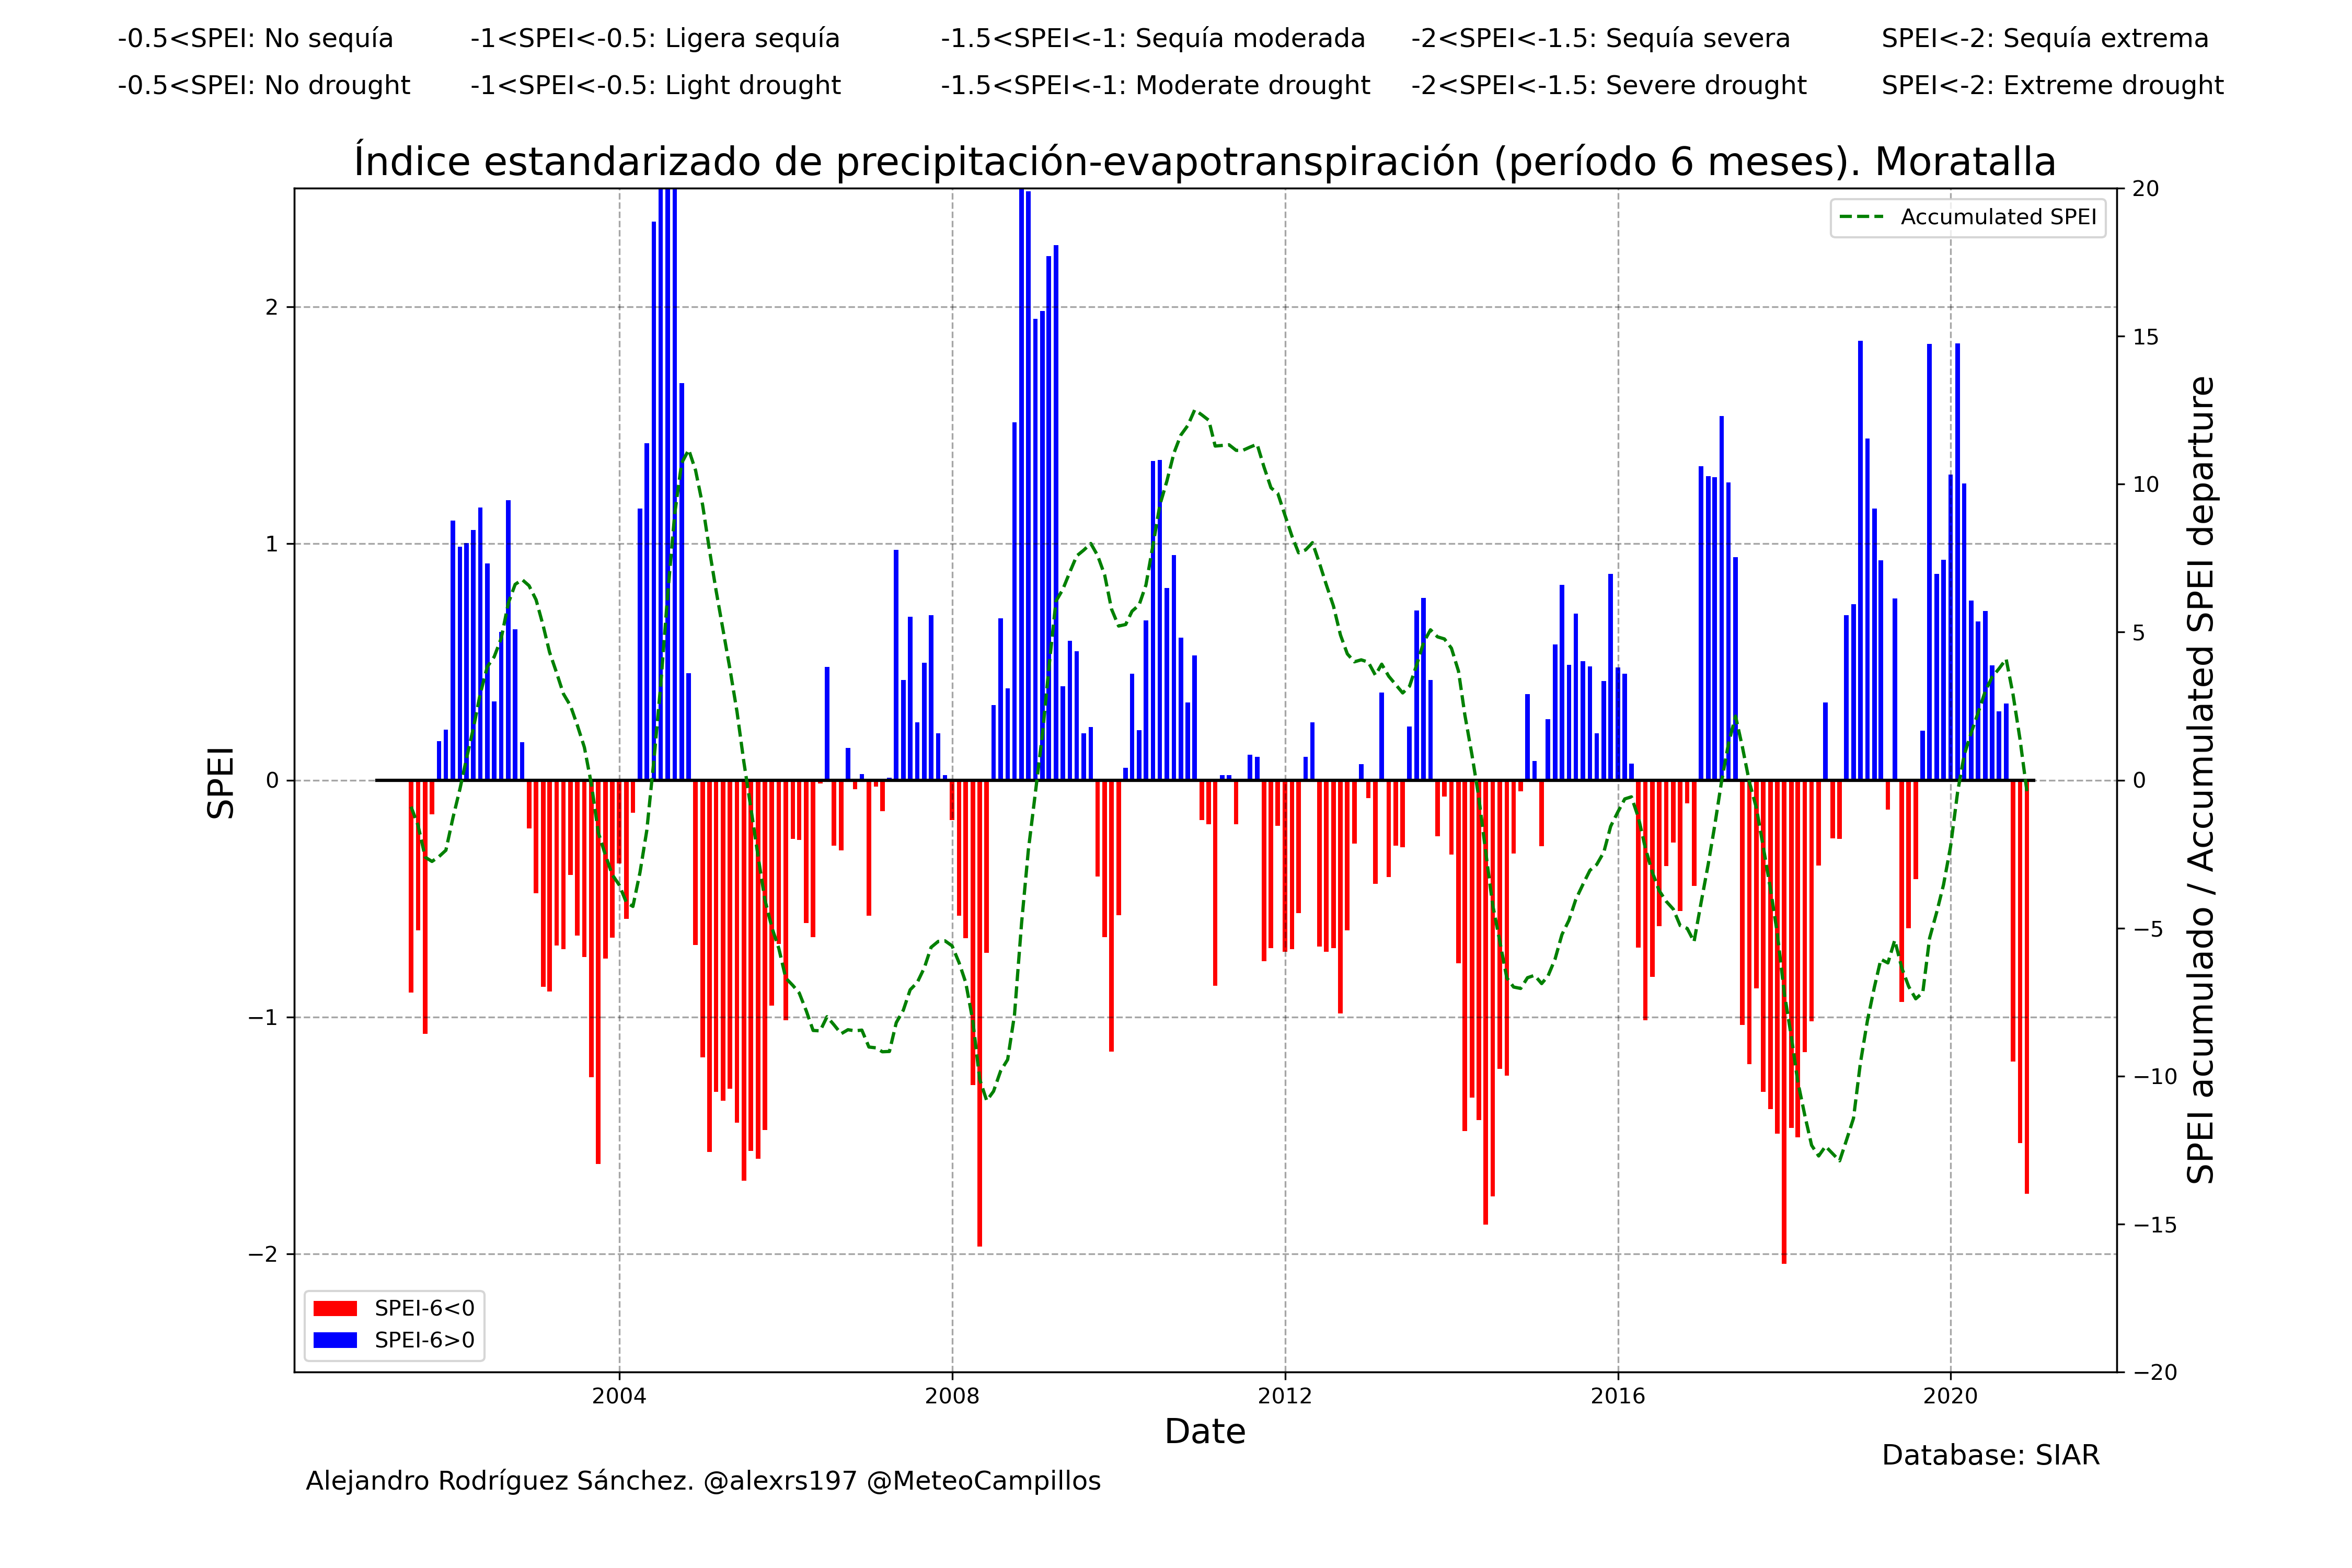 -0.5<SPEI: No sequía -1<SPEI<-0.5: Ligera sequía -1.5<SPEI<-1: Sequía moderada -2<SPEI<-1.5: Sequía severa SPEI<-2: Sequía extrema
-0.5<SPEI: No drought -1<SPEI<-0.5: Light drought -1.5<SPEI<-1: Moderate drought -2<SPEI<-1.5: Severe drought SPEI<-2: Extreme drought
Índice estandarizado de precipitación-evapotranspiración (período 6 meses). Moratalla
Accumulated SPEI
SPEI
2
1
0
−1
−2
20
15
10
5
0
−5
−10
−15
−20
SPEI acumulado / Accumulated SPEI departure
SPEI-6<0
SPEI-6>0
2004 2008 2012 2016 2020
Date
Database: SIAR
Alejandro Rodríguez Sánchez. @alexrs197 @MeteoCampillos